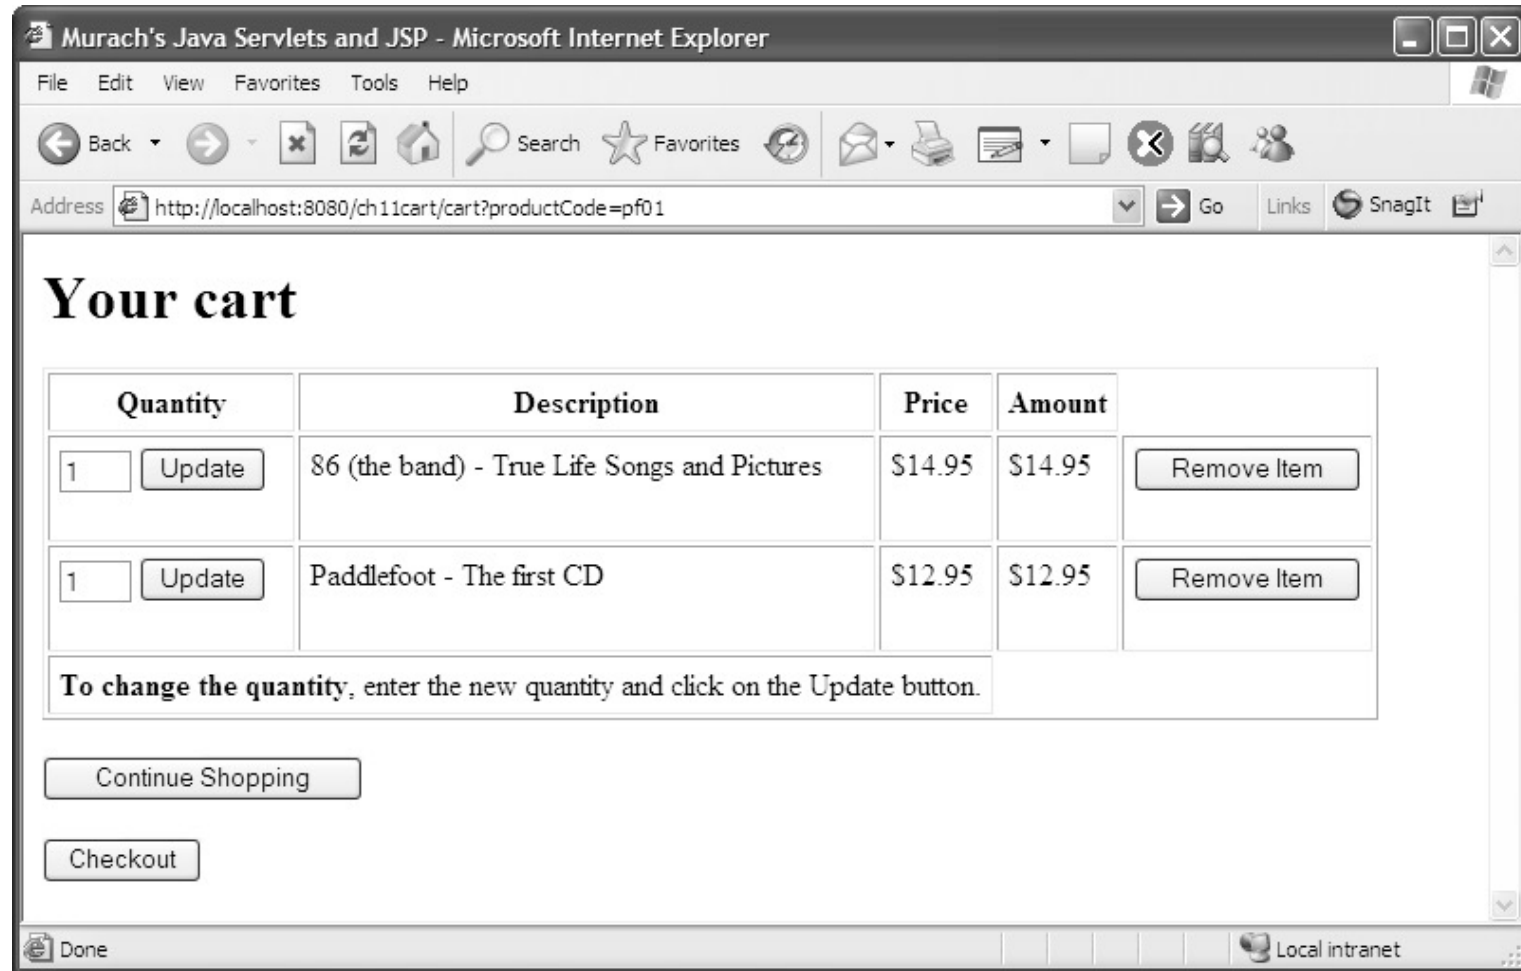 Murach's Java Servlets and JSP - Microsoft Internet Explorer
File Edit View Favorites Tools Help
Back Search Favorites
Address http://localhost:8080/ch11cart/cart?productCode=pf01 Go Links SnagIt
Your cart
Quantity Description Price Amount
1 Update 86 (the band) - True Life Songs and Pictures $14.95 $14.95 Remove Item
1 Update Paddlefoot - The first CD $12.95 $12.95 Remove Item
To change the quantity, enter the new quantity and click on the Update button.
Continue Shopping
Checkout
Done Local intranet